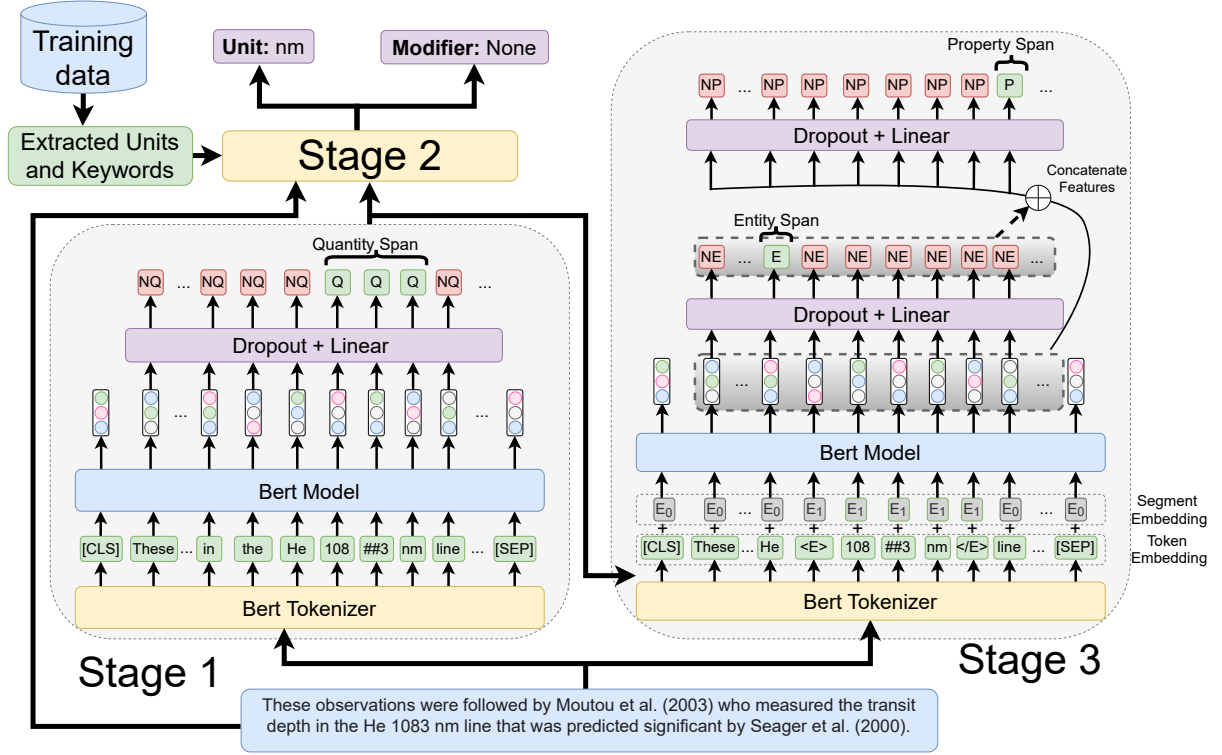 Training
data
Unit: nm
Modifier: None
Extracted Units
and Keywords
Stage 2
Quantity Span
NQ ... NQ NQ NQ Q Q Q NQ ...
Dropout + Linear
... ...
Bert Model
[CLS] These ... in the He 108 ##3 nm line ... [SEP]
Bert Tokenizer
Stage 1
Property Span
NP ... NP NP NP NP NP NP P ...
Dropout + Linear
Concatenate
Features
Entity Span
NE ... E NE NE NE NE NE NE ...
Dropout + Linear
... ...
Bert Model
E0 E0 ... E0 E1 E1 E1 E1 E1 E0 ... E0
Segment
Embedding
+ + + + + + + + + +
[CLS] These ... He <E> 108 ##3 nm </E> line ... [SEP]
Token
Embedding
Bert Tokenizer
Stage 3
These observations were followed by Moutou et al. (2003) who measured the transit
depth in the He 1083 nm line that was predicted significant by Seager et al. (2000).